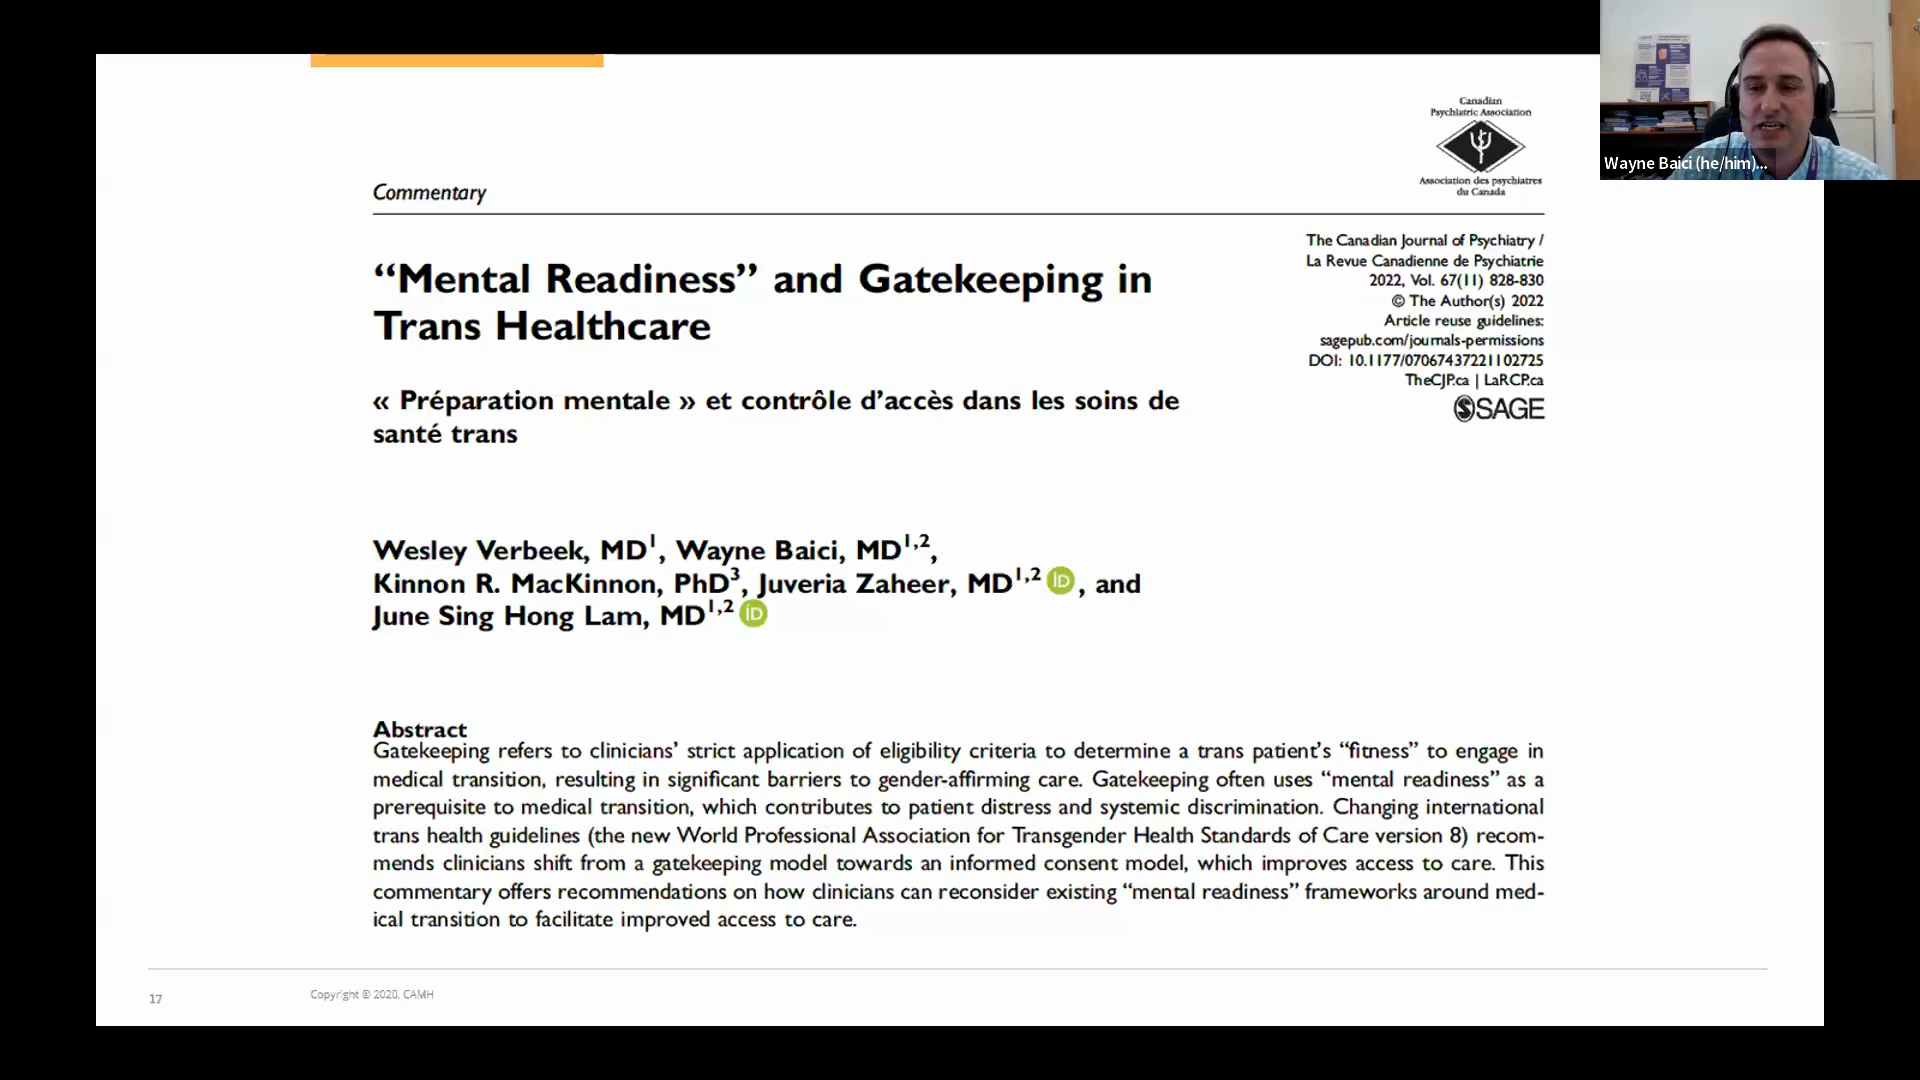 Canadian
Psychiatric Association
Association des psychiatres
du Canada
Commentary
“Mental Readiness” and Gatekeeping in
Trans Healthcare
« Préparation mentale » et contrôle d’accès dans les soins de
santé trans
The Canadian Journal of Psychiatry /
La Revue Canadienne de Psychiatrie
2022, Vol. 67(11) 828-830
© The Author(s) 2022
Article reuse guidelines:
sagepub.com/journals-permissions
DOI: 10.1177/07067437221102725
TheCJP.ca | LaRCP.ca
SAGE
Wesley Verbeek, MD1, Wayne Baici, MD1,2,
Kinnon R. MacKinnon, PhD3, Juveria Zaheer, MD1,2 iD, and
June Sing Hong Lam, MD1,2 iD
Abstract
Gatekeeping refers to clinicians’ strict application of eligibility criteria to determine a trans patient’s “fitness” to engage in
medical transition, resulting in significant barriers to gender-affirming care. Gatekeeping often uses “mental readiness” as a
prerequisite to medical transition, which contributes to patient distress and systemic discrimination. Changing international
trans health guidelines (the new World Professional Association for Transgender Health Standards of Care version 8) recom-
mends clinicians shift from a gatekeeping model towards an informed consent model, which improves access to care. This
commentary offers recommendations on how clinicians can reconsider existing “mental readiness” frameworks around med-
ical transition to facilitate improved access to care.
17
Copyright © 2020, CAMH
Wayne Baici (he/him)...